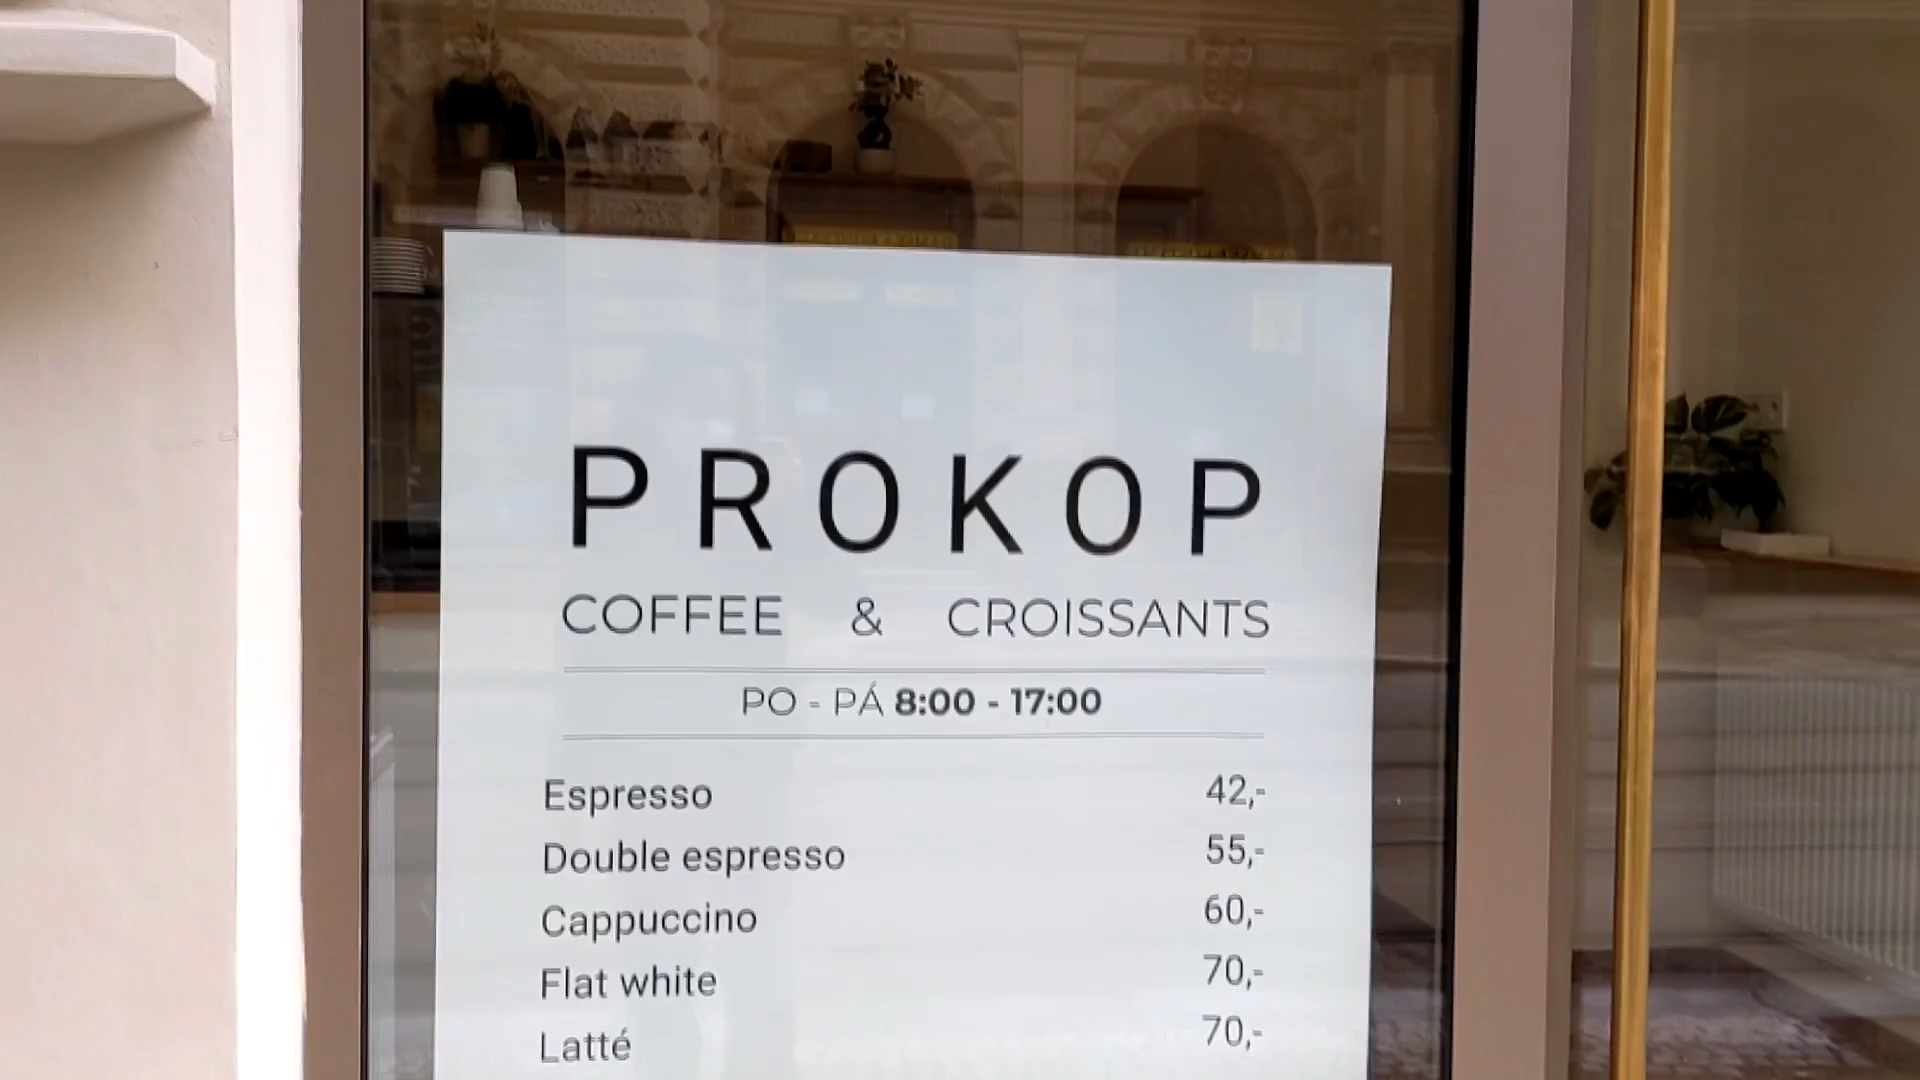 PROKOP
COFFEE & CROISSANTS
PO - PÁ 8:00 - 17:00
Espresso 42,-
Double espresso 55,-
Cappuccino 60,-
Flat white 70,-
Latté 70,-